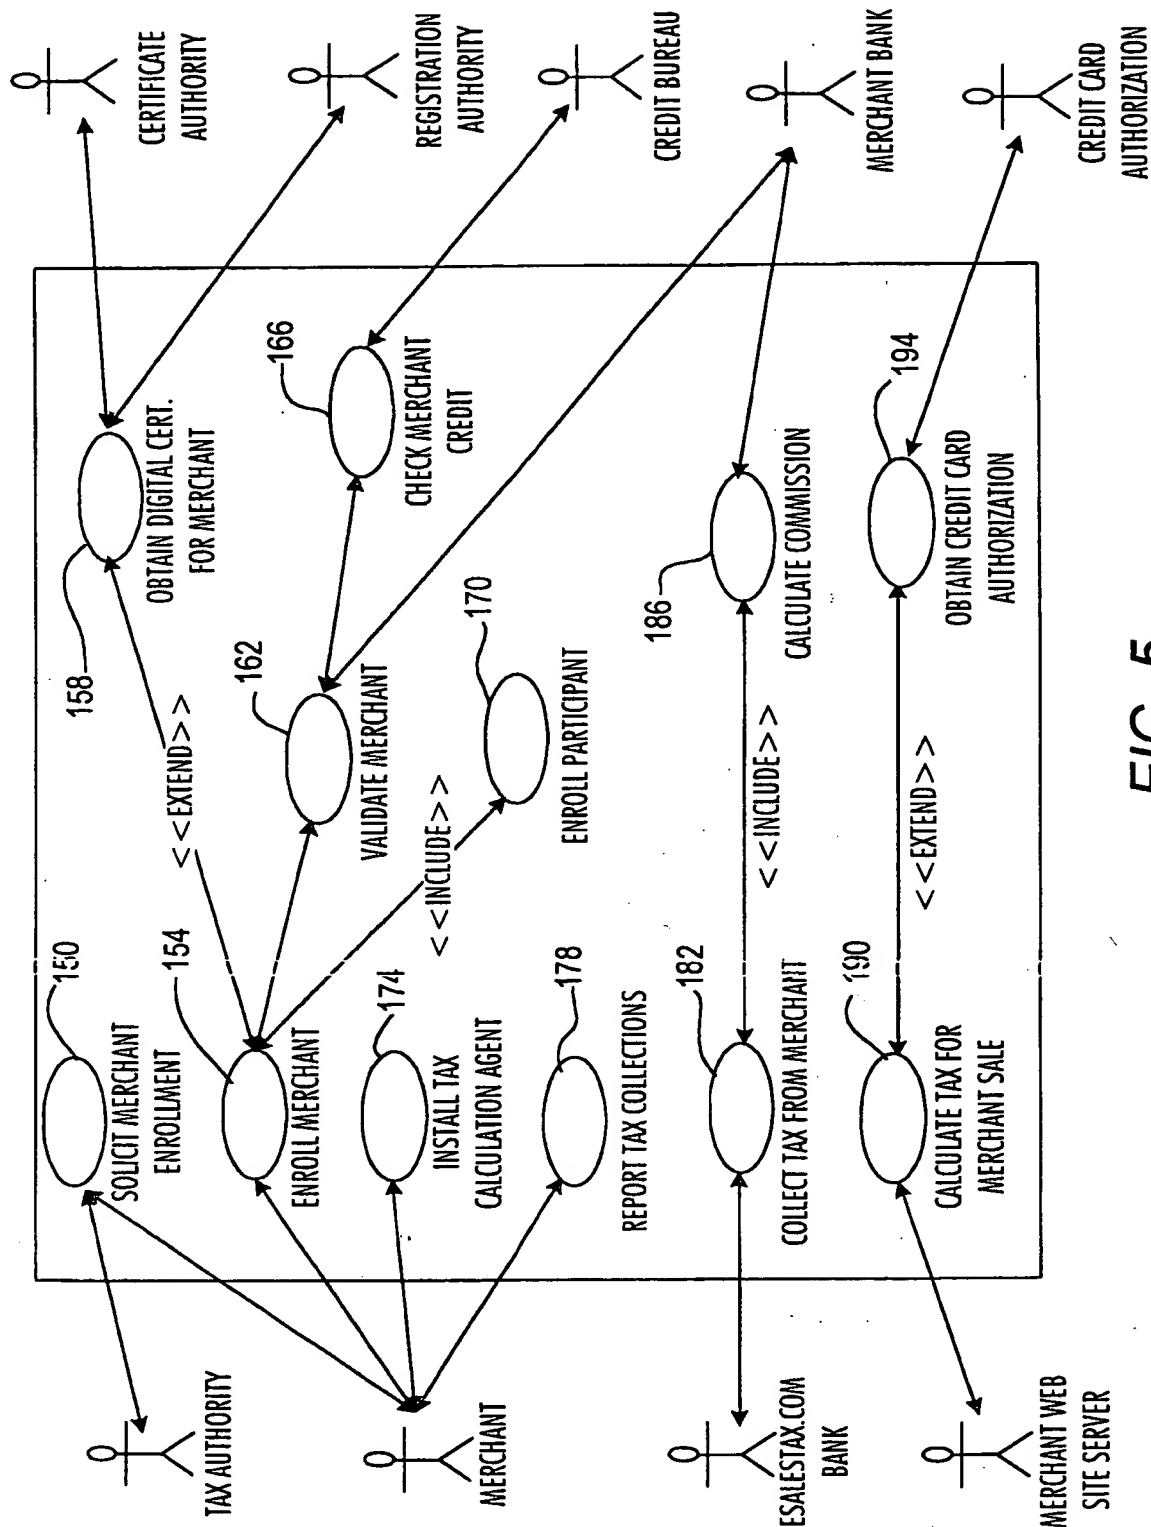 CERTIFICATE
AUTHORITY
REGISTRATION
AUTHORITY
CREDIT BUREAU
MERCHANT BANK
CREDIT CARD
AUTHORIZATION
158
OBTAIN DIGITAL CERT.
FOR MERCHANT
166
CHECK MERCHANT
CREDIT
<<EXTEND>>
162
VALIDATE MERCHANT
<<INCLUDE>>
170
ENROLL PARTICIPANT
186
CALCULATE COMMISSION
<<INCLUDE>>
194
OBTAIN CREDIT CARD
AUTHORIZATION
<<EXTEND>>
150
SOLICIT MERCHANT
ENROLLMENT
154
ENROLL MERCHANT
174
INSTALL TAX
CALCULATION AGENT
178
REPORT TAX COLLECTIONS
182
COLLECT TAX FROM MERCHANT
190
CALCULATE TAX FOR
MERCHANT SALE
TAX AUTHORITY
MERCHANT
ESALESTAX.COM
BANK
MERCHANT WEB
SITE SERVER
FIG. 5